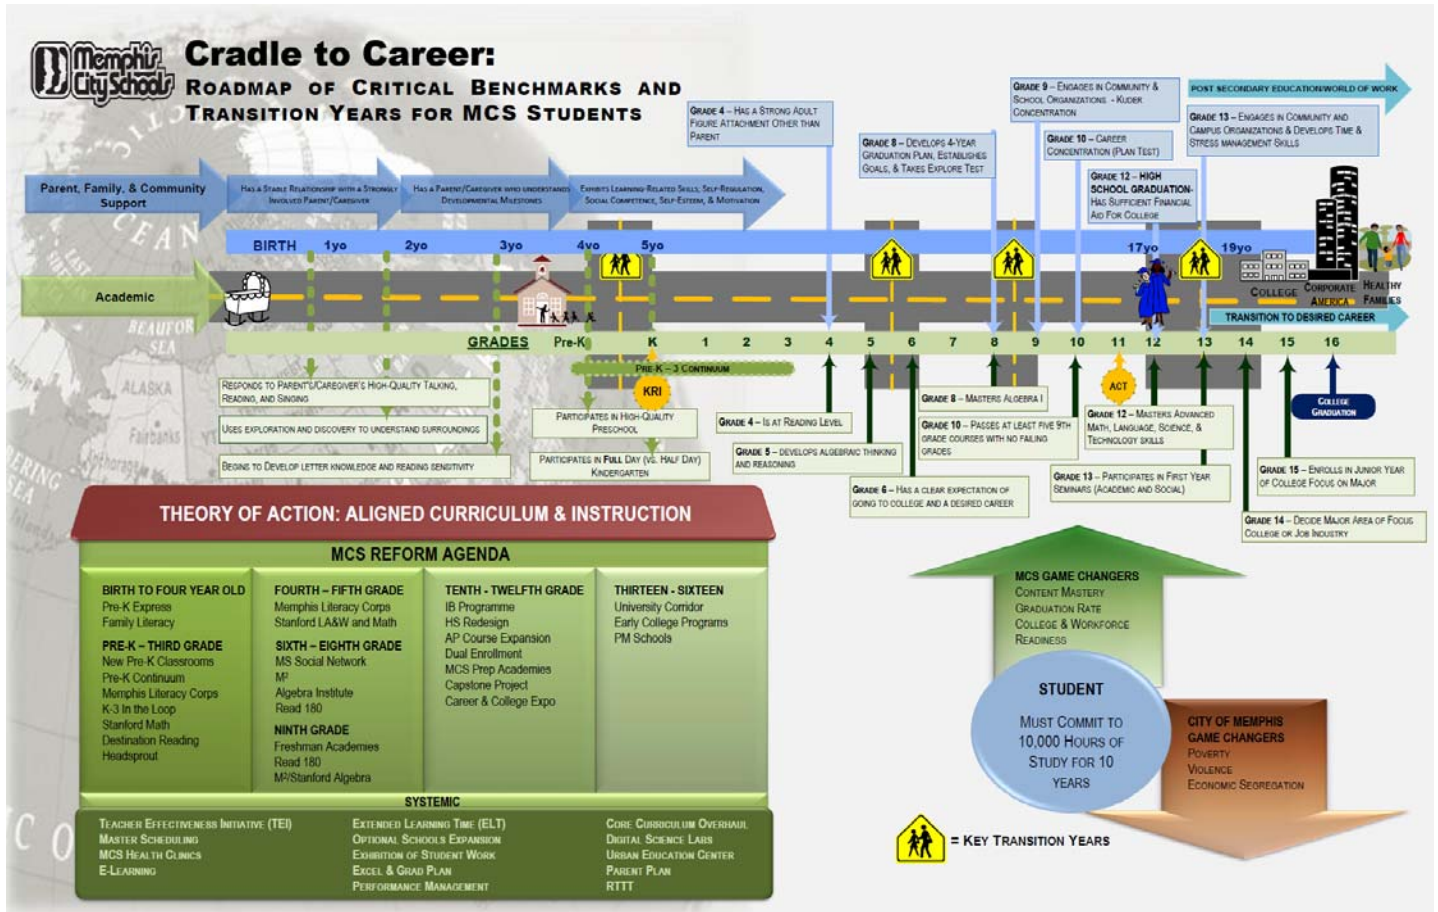 Memphis
City Schools
Cradle to Career:
ROADMAP OF CRITICAL BENCHMARKS AND
TRANSITION YEARS FOR MCS STUDENTS
GRADE 4 – HAS A STRONG ADULT
FIGURE ATTACHMENT OTHER THAN
PARENT
GRADE 8 – DEVELOPS 4-YEAR
GRADUATION PLAN, ESTABLISHES
GOALS, & TAKES EXPLORE TEST
GRADE 9 – ENGAGES IN COMMUNITY &
SCHOOL ORGANIZATIONS - KUDER
CONCENTRATION
GRADE 10 – CAREER
CONCENTRATION (PLAN TEST)
GRADE 12 – HIGH
SCHOOL GRADUATION-
HAS SUFFICIENT FINANCIAL
AID FOR COLLEGE
POST SECONDARY EDUCATION/WORLD OF WORK
GRADE 13 – ENGAGES IN COMMUNITY AND
CAMPUS ORGANIZATIONS & DEVELOPS TIME &
STRESS MANAGEMENT SKILLS
Parent, Family, & Community
Support
HAS A STABLE RELATIONSHIP WITH A STRONGLY
INVOLVED PARENT/CAREGIVER
HAS A PARENT/CAREGIVER WHO UNDERSTANDS
DEVELOPMENTAL MILESTONES
EXHIBITS LEARNING-RELATED SKILLS, SELF-REGULATION,
SOCIAL COMPETENCE, SELF-ESTEEM, & MOTIVATION
BIRTH 1yo 2yo 3yo 4yo 5yo 17yo 19yo
Academic
COLLEGE
CORPORATE
AMERICA
HEALTHY
FAMILIES
TRANSITION TO DESIRED CAREER
GRADES Pre-K K 1 2 3 4 5 6 7 8 9 10 11 12 13 14 15 16
PRE-K – 3 CONTINUUM
KRI
ACT
COLLEGE
GRADUATION
RESPONDS TO PARENT'S/CAREGIVER'S HIGH-QUALITY TALKING,
READING, AND SINGING
USES EXPLORATION AND DISCOVERY TO UNDERSTAND SURROUNDINGS
BEGINS TO DEVELOP LETTER KNOWLEDGE AND READING SENSITIVITY
PARTICIPATES IN HIGH-QUALITY
PRESCHOOL
PARTICIPATES IN FULL DAY (VS. HALF DAY)
KINDERGARTEN
GRADE 4 – IS AT READING LEVEL
GRADE 5 – DEVELOPS ALGEBRAIC THINKING
AND REASONING
GRADE 6 – HAS A CLEAR EXPECTATION OF
GOING TO COLLEGE AND A DESIRED CAREER
GRADE 8 – MASTERS ALGEBRA I
GRADE 10 – PASSES AT LEAST FIVE 9TH
GRADE COURSES WITH NO FAILING
GRADES
GRADE 12 – MASTERS ADVANCED
MATH, LANGUAGE, SCIENCE, &
TECHNOLOGY SKILLS
GRADE 13 – PARTICIPATES IN FIRST YEAR
SEMINARS (ACADEMIC AND SOCIAL)
GRADE 15 – ENROLLS IN JUNIOR YEAR
OF COLLEGE FOCUS ON MAJOR
GRADE 14 – DECIDE MAJOR AREA OF FOCUS
COLLEGE OR JOB INDUSTRY
OCEAN
BEAUFORT
SEA
ALASKA
Fairbanks
Anchorage
THEORY OF ACTION: ALIGNED CURRICULUM & INSTRUCTION
MCS REFORM AGENDA
BIRTH TO FOUR YEAR OLD
Pre-K Express
Family Literacy
PRE-K – THIRD GRADE
New Pre-K Classrooms
Pre-K Continuum
Memphis Literacy Corps
K-3 In the Loop
Stanford Math
Destination Reading
Headsprout
FOURTH – FIFTH GRADE
Memphis Literacy Corps
Stanford LA&W and Math
SIXTH – EIGHTH GRADE
MS Social Network
M²
Algebra Institute
Read 180
NINTH GRADE
Freshman Academies
Read 180
M²/Stanford Algebra
TENTH - TWELFTH GRADE
IB Programme
HS Redesign
AP Course Expansion
Dual Enrollment
MCS Prep Academies
Capstone Project
Career & College Expo
THIRTEEN - SIXTEEN
University Corridor
Early College Programs
PM Schools
SYSTEMIC
TEACHER EFFECTIVENESS INITIATIVE (TEI)
MASTER SCHEDULING
MCS HEALTH CLINICS
E-LEARNING
EXTENDED LEARNING TIME (ELT)
OPTIONAL SCHOOLS EXPANSION
EXHIBITION OF STUDENT WORK
EXCEL & GRAD PLAN
PERFORMANCE MANAGEMENT
CORE CURRICULUM OVERHAUL
DIGITAL SCIENCE LABS
URBAN EDUCATION CENTER
PARENT PLAN
RTTT
MCS GAME CHANGERS
CONTENT MASTERY
GRADUATION RATE
COLLEGE & WORKFORCE
READINESS
STUDENT
MUST COMMIT TO
10,000 HOURS OF
STUDY FOR 10
YEARS
CITY OF MEMPHIS
GAME CHANGERS
POVERTY
VIOLENCE
ECONOMIC SEGREGATION
= KEY TRANSITION YEARS